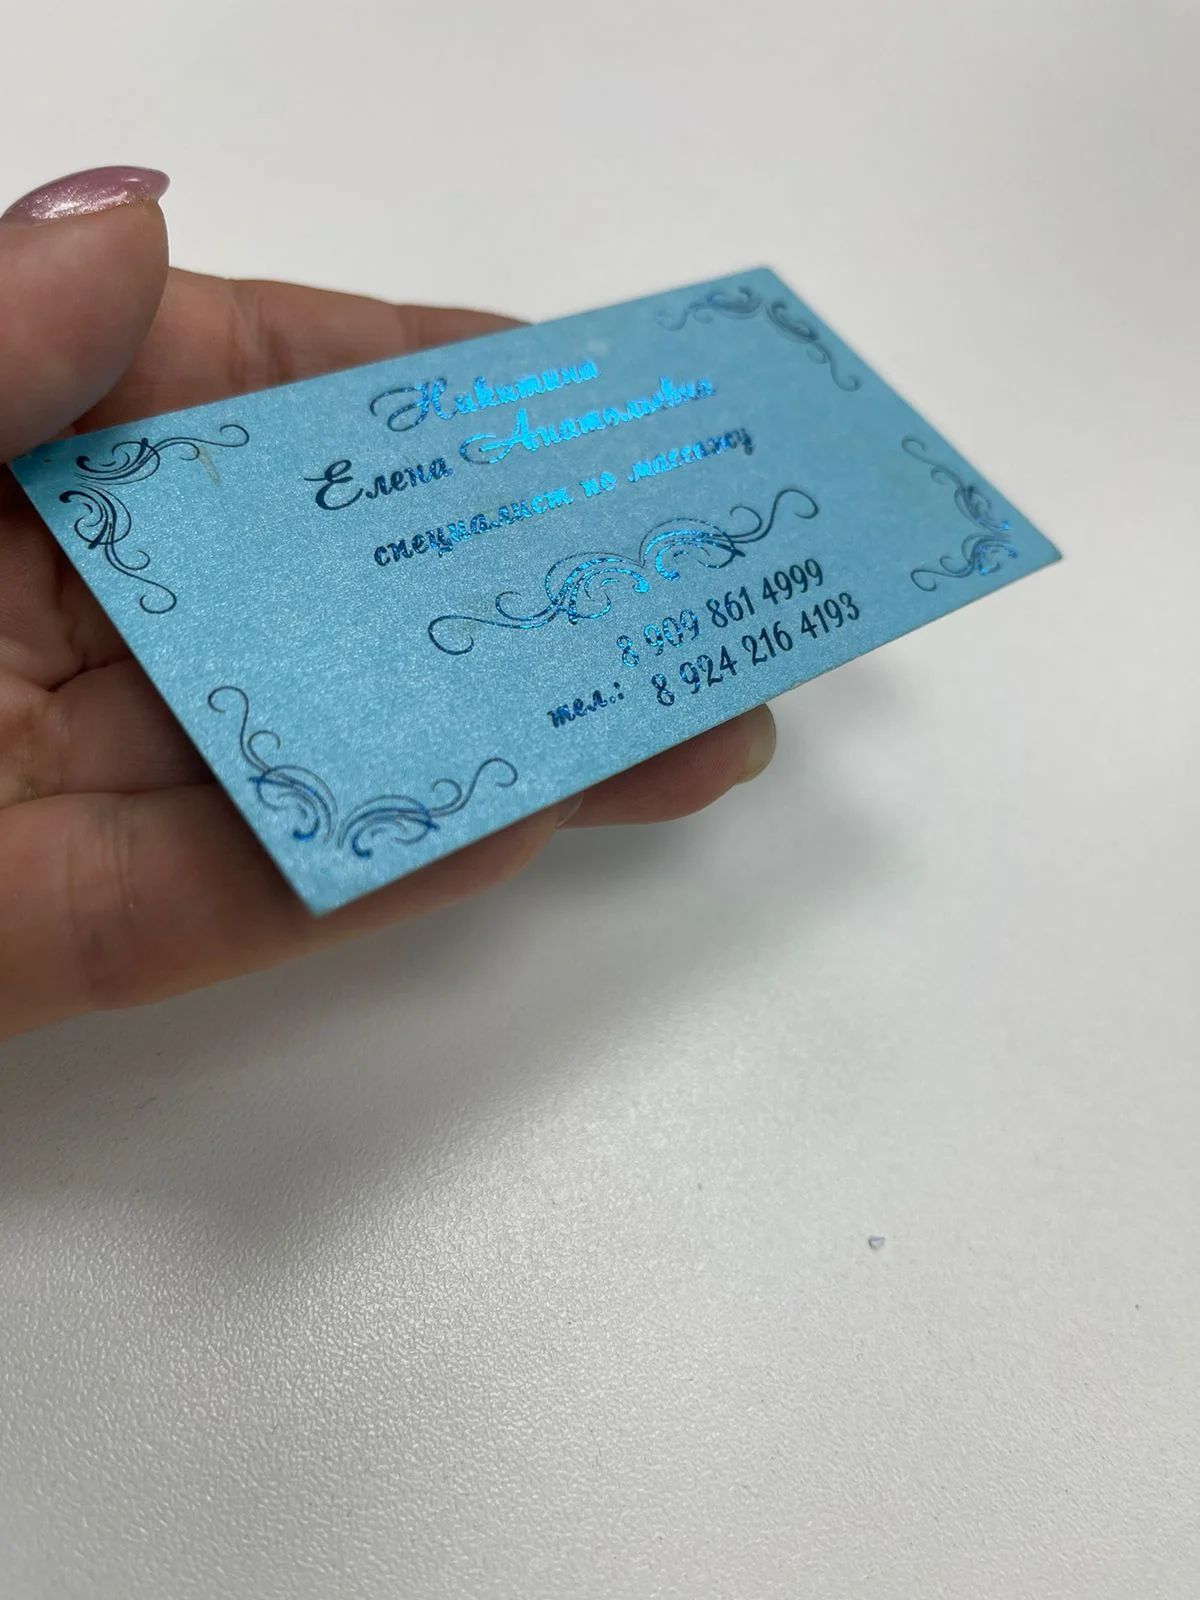 Никитина
Елена Анатольевна
специалист по массажу
8 909 861 4999
тел.: 8 924 216 4193